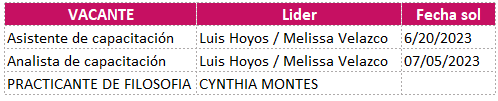 VACANTE Lider Fecha sol
Asistente de capacitación Luis Hoyos / Melissa Velazco 6/20/2023
Analista de capacitación Luis Hoyos / Melissa Velazco 07/05/2023
PRACTICANTE DE FILOSOFIA CYNTHIA MONTES